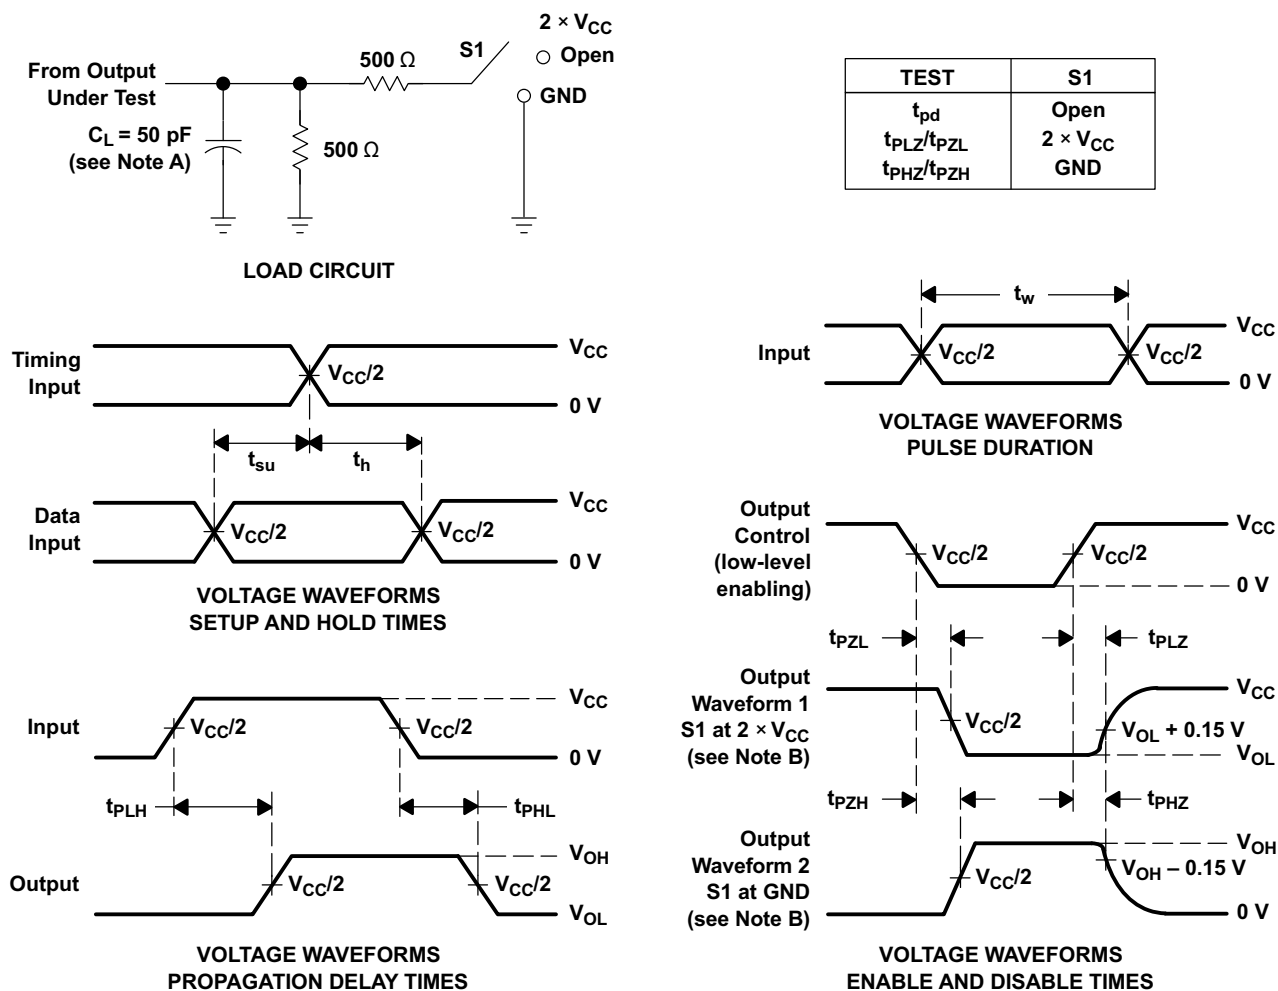 2 × VCC
S1
Open
500 Ω
From Output
Under Test
GND
CL = 50 pF
(see Note A)
500 Ω
LOAD CIRCUIT
TEST S1
tpd Open
tPLZ/tPZL 2 × VCC
tPHZ/tPZH GND
tw
Input
VCC/2
VCC/2
VCC
0 V
VOLTAGE WAVEFORMS
PULSE DURATION
Timing
Input
VCC/2
VCC
0 V
tsu
th
Data
Input
VCC/2
VCC/2
VCC
0 V
VOLTAGE WAVEFORMS
SETUP AND HOLD TIMES
Input
VCC/2
VCC/2
VCC
0 V
tPLH
tPHL
Output
VCC/2
VCC/2
VOH
VOL
VOLTAGE WAVEFORMS
PROPAGATION DELAY TIMES
Output
Control
(low-level
enabling)
VCC/2
VCC/2
VCC
0 V
tPZL
tPLZ
Output
Waveform 1
S1 at 2 × VCC
(see Note B)
VCC/2
VCC
VOL + 0.15 V
VOL
tPZH
tPHZ
Output
Waveform 2
S1 at GND
(see Note B)
VCC/2
VOH
VOH – 0.15 V
0 V
VOLTAGE WAVEFORMS
ENABLE AND DISABLE TIMES